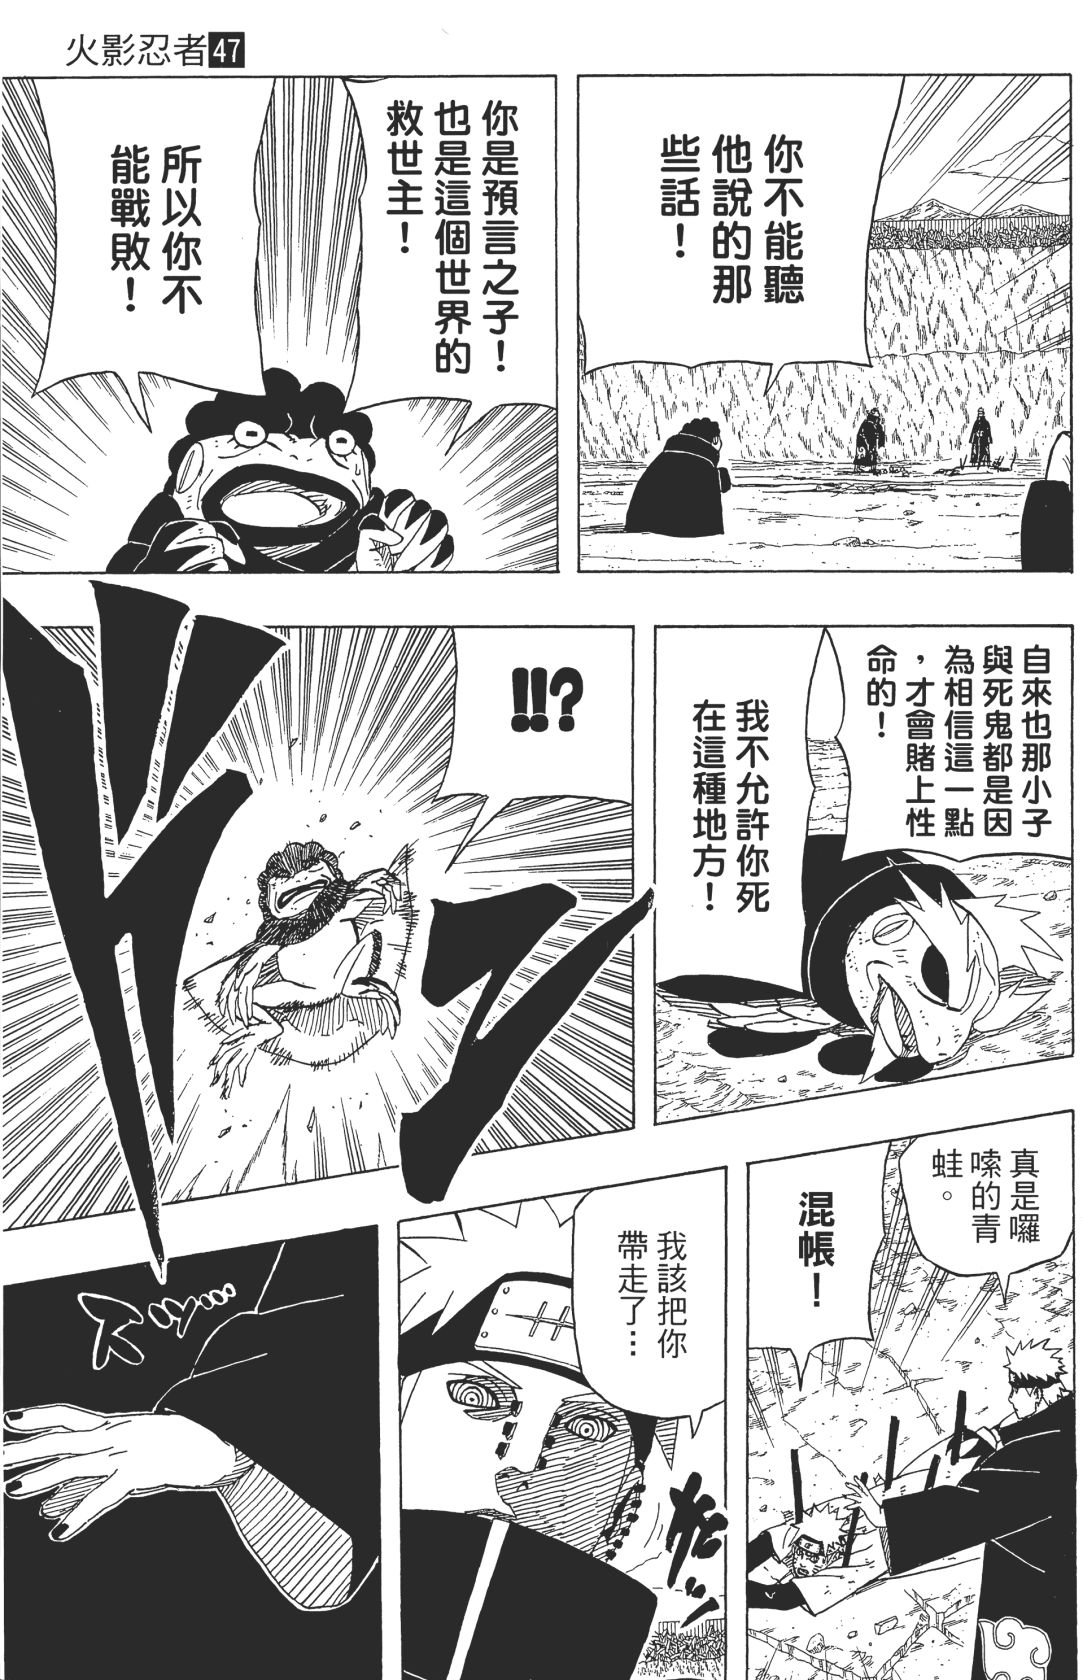 火影忍者47
你不能聽
他說的那
些話！
你是預言之子！
也是這個世界的
救世主！
所以你不
能戰敗！
自來也那小子
與死鬼都是因
為相信這一點
，才會賭上性
命的！
我不允許你死
在這種地方！
!!?
真是囉
嗦的青
蛙。
混帳！
我該把你
帶走了…
スッ…